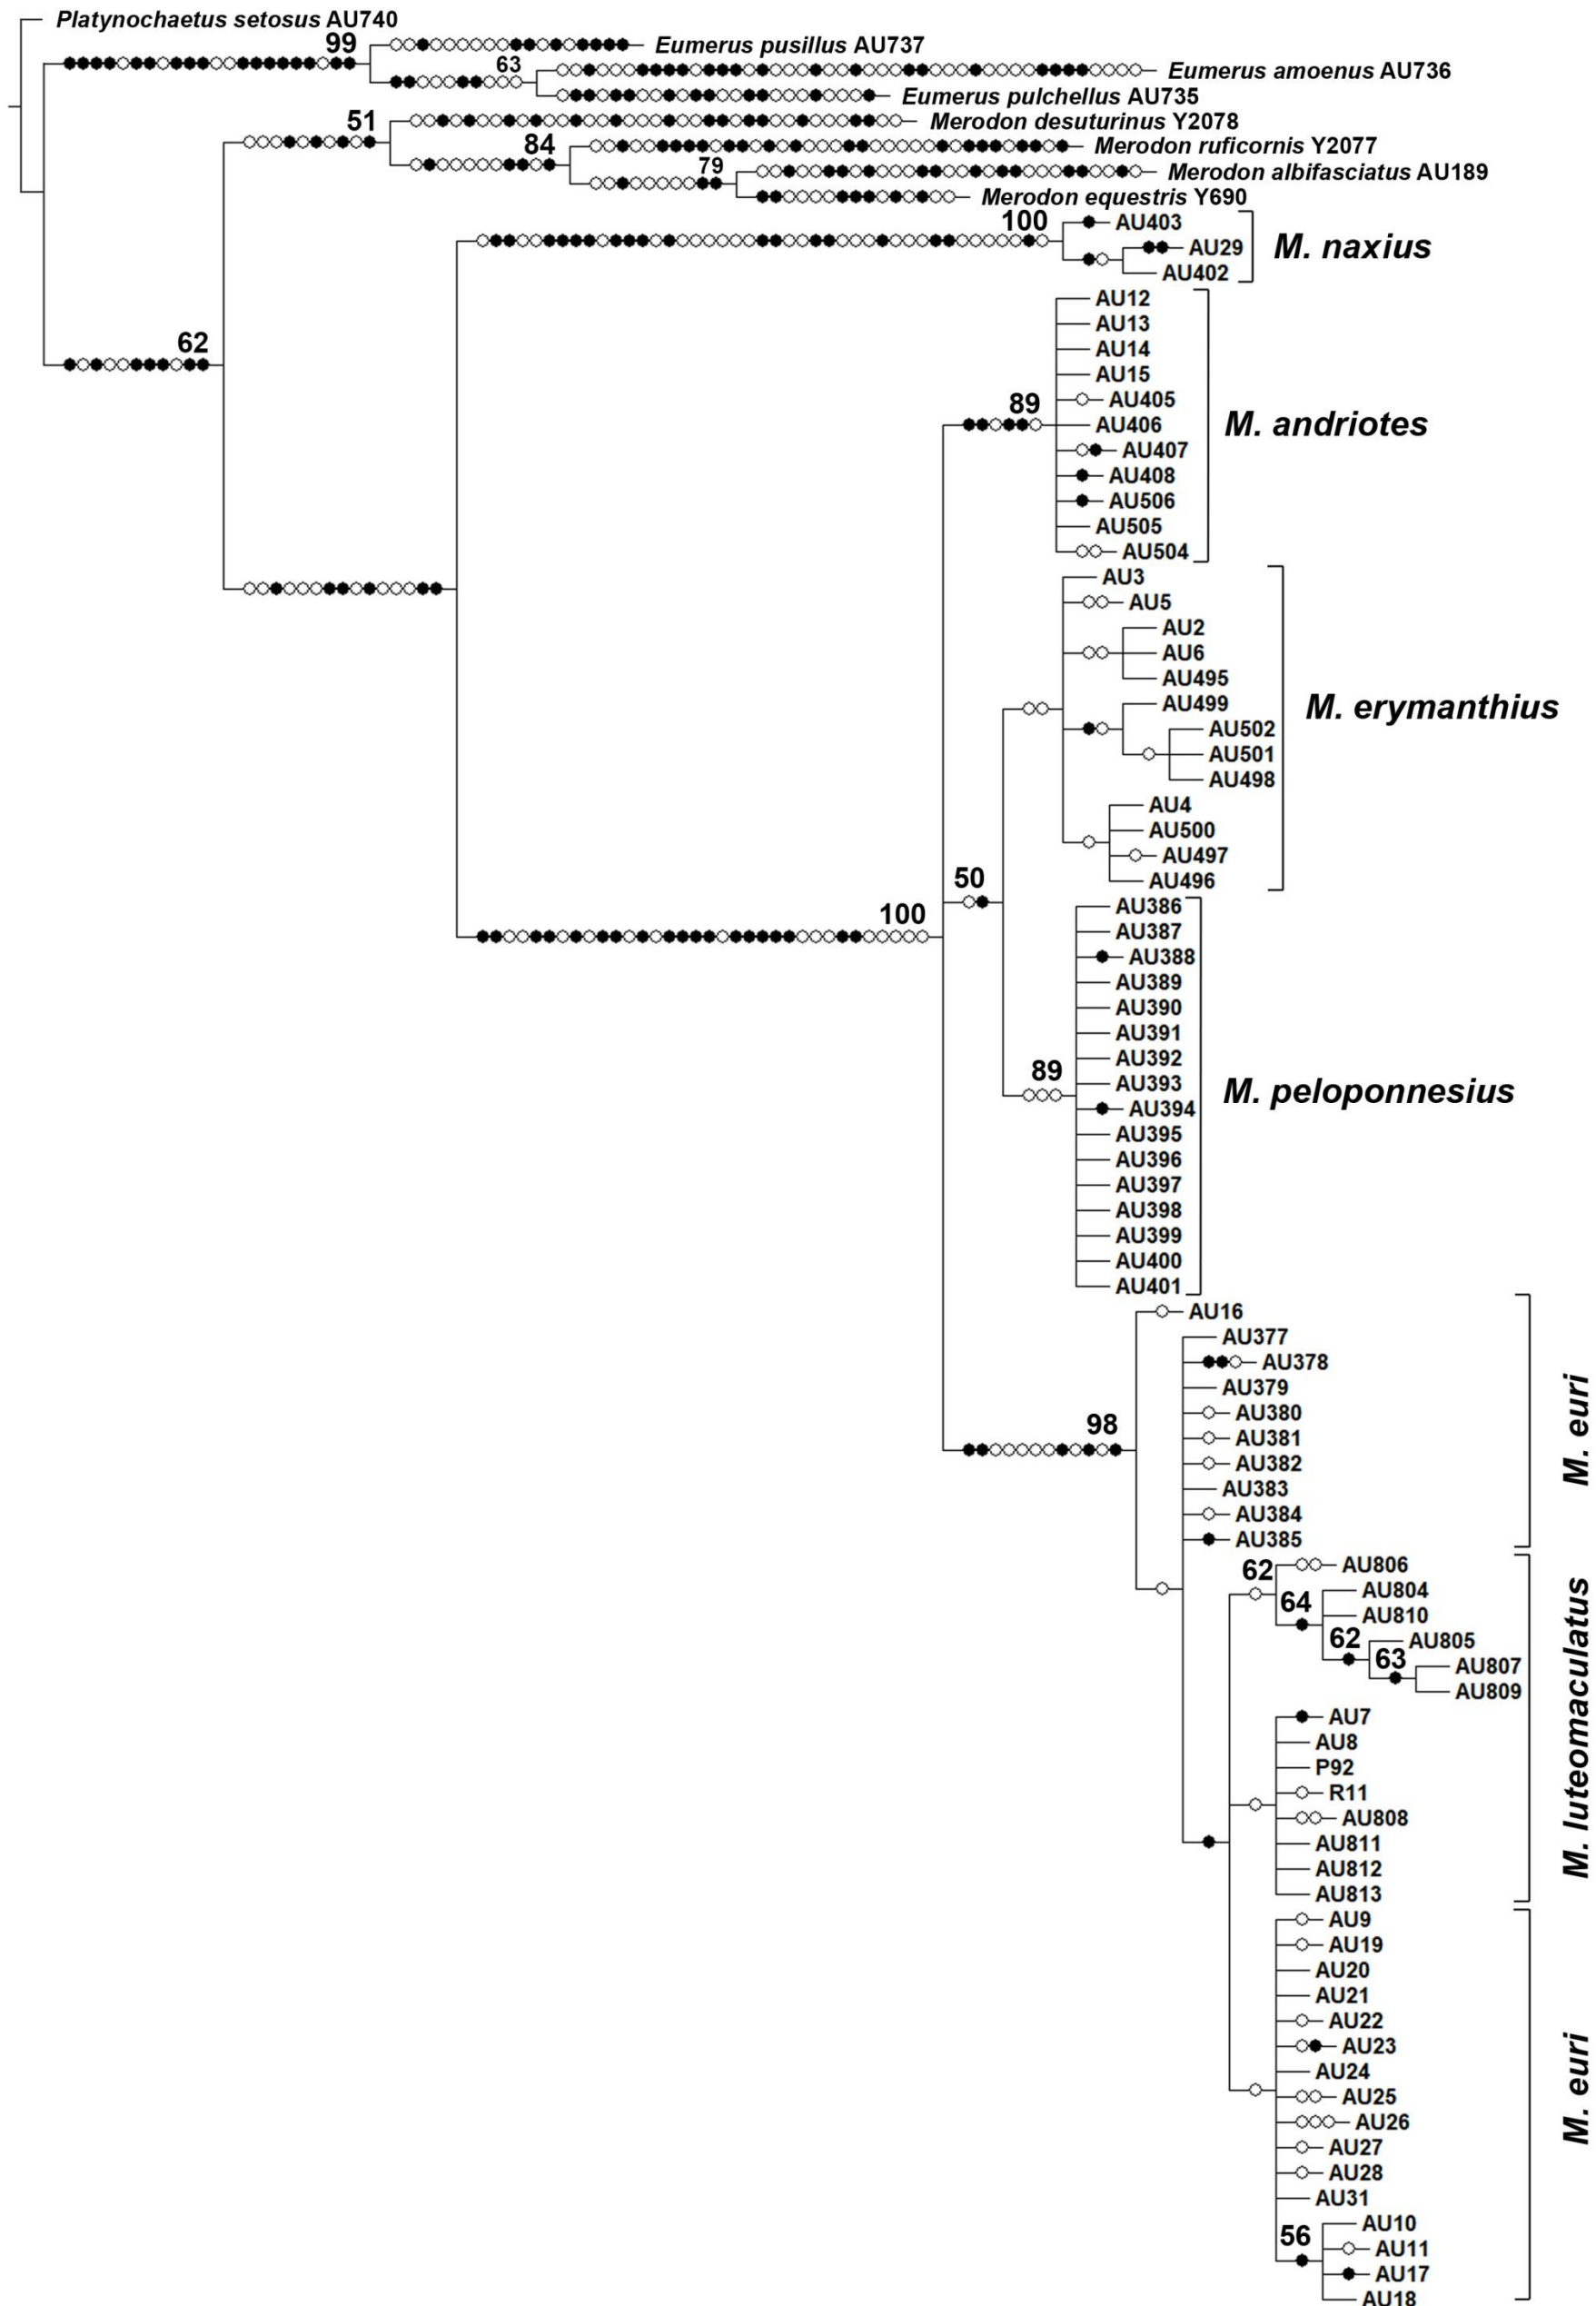 Platynochaetus setosus AU740
99
Eumerus pusillus AU737
63
Eumerus amoenus AU736
Eumerus pulchellus AU735
51
Merodon desuturinus Y2078
84
Merodon ruficornis Y2077
79
Merodon albifasciatus AU189
Merodon equestris Y690
100
AU403
AU29
AU402
M. naxius
62
AU12
AU13
AU14
AU15
89
AU405
AU406
M. andriotes
AU407
AU408
AU506
AU505
AU504
AU3
AU5
AU2
AU6
AU495
AU499
M. erymanthius
AU502
AU501
AU498
AU4
AU500
AU497
50
AU496
100
AU386
AU387
AU388
AU389
AU390
AU391
AU392
89
AU393
M. peloponnesius
AU394
AU395
AU396
AU397
AU398
AU399
AU400
AU401
AU16
AU377
AU378
AU379
AU380
98
AU381
AU382
AU383
AU384
AU385
M. euri
62
AU806
64
AU804
AU810
62
AU805
63
AU807
AU809
AU7
AU8
P92
R11
AU808
AU811
AU812
AU813
M. luteomaculatus
AU9
AU19
AU20
AU21
AU22
AU23
AU24
AU25
AU26
AU27
AU28
AU31
56
AU10
AU11
AU17
AU18
M. euri